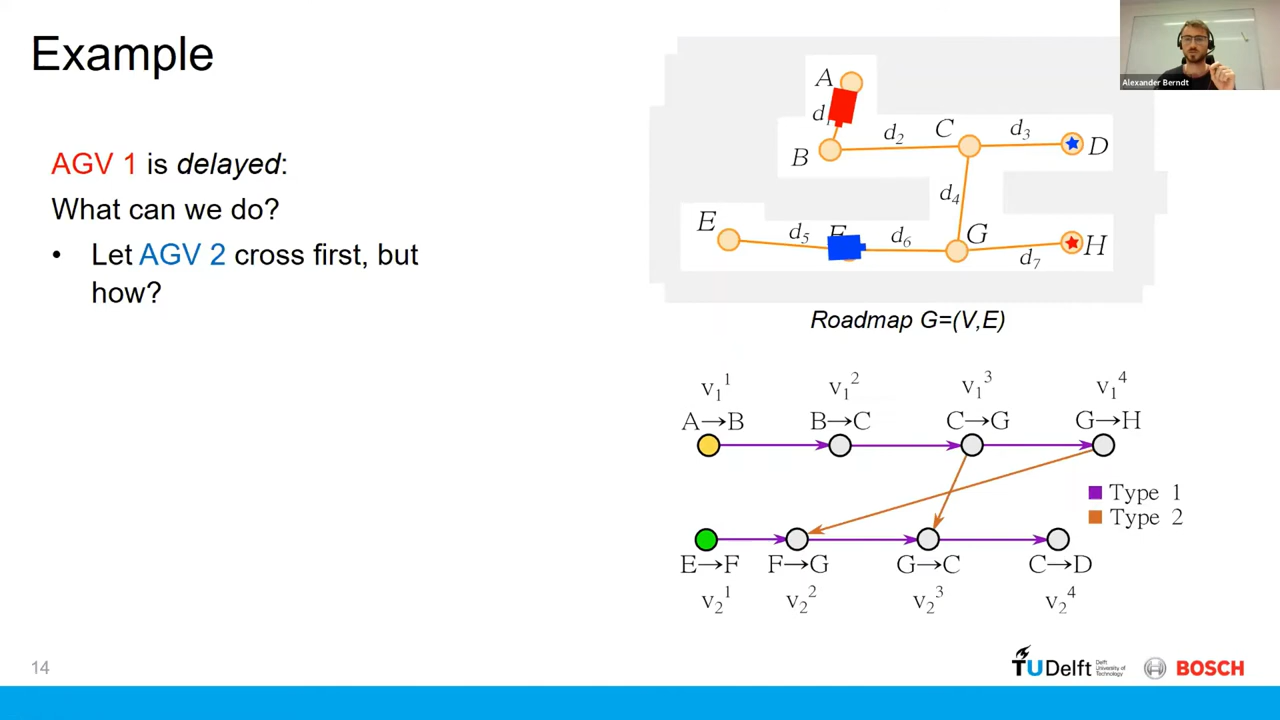 Example
Alexander Berndt
AGV 1 is delayed:
What can we do?
• Let AGV 2 cross first, but
how?
A
d₁
B
d₂
C
d₃
D
d₄
E
d₅
d₆
G
d₇
H
Roadmap G=(V,E)
v₁¹ v₁² v₁³ v₁⁴
A→B B→C C→G G→H
Type 1
Type 2
E→F F→G G→C C→D
v₂¹ v₂² v₂³ v₂⁴
14
TUDelft Delft University of Technology
BOSCH